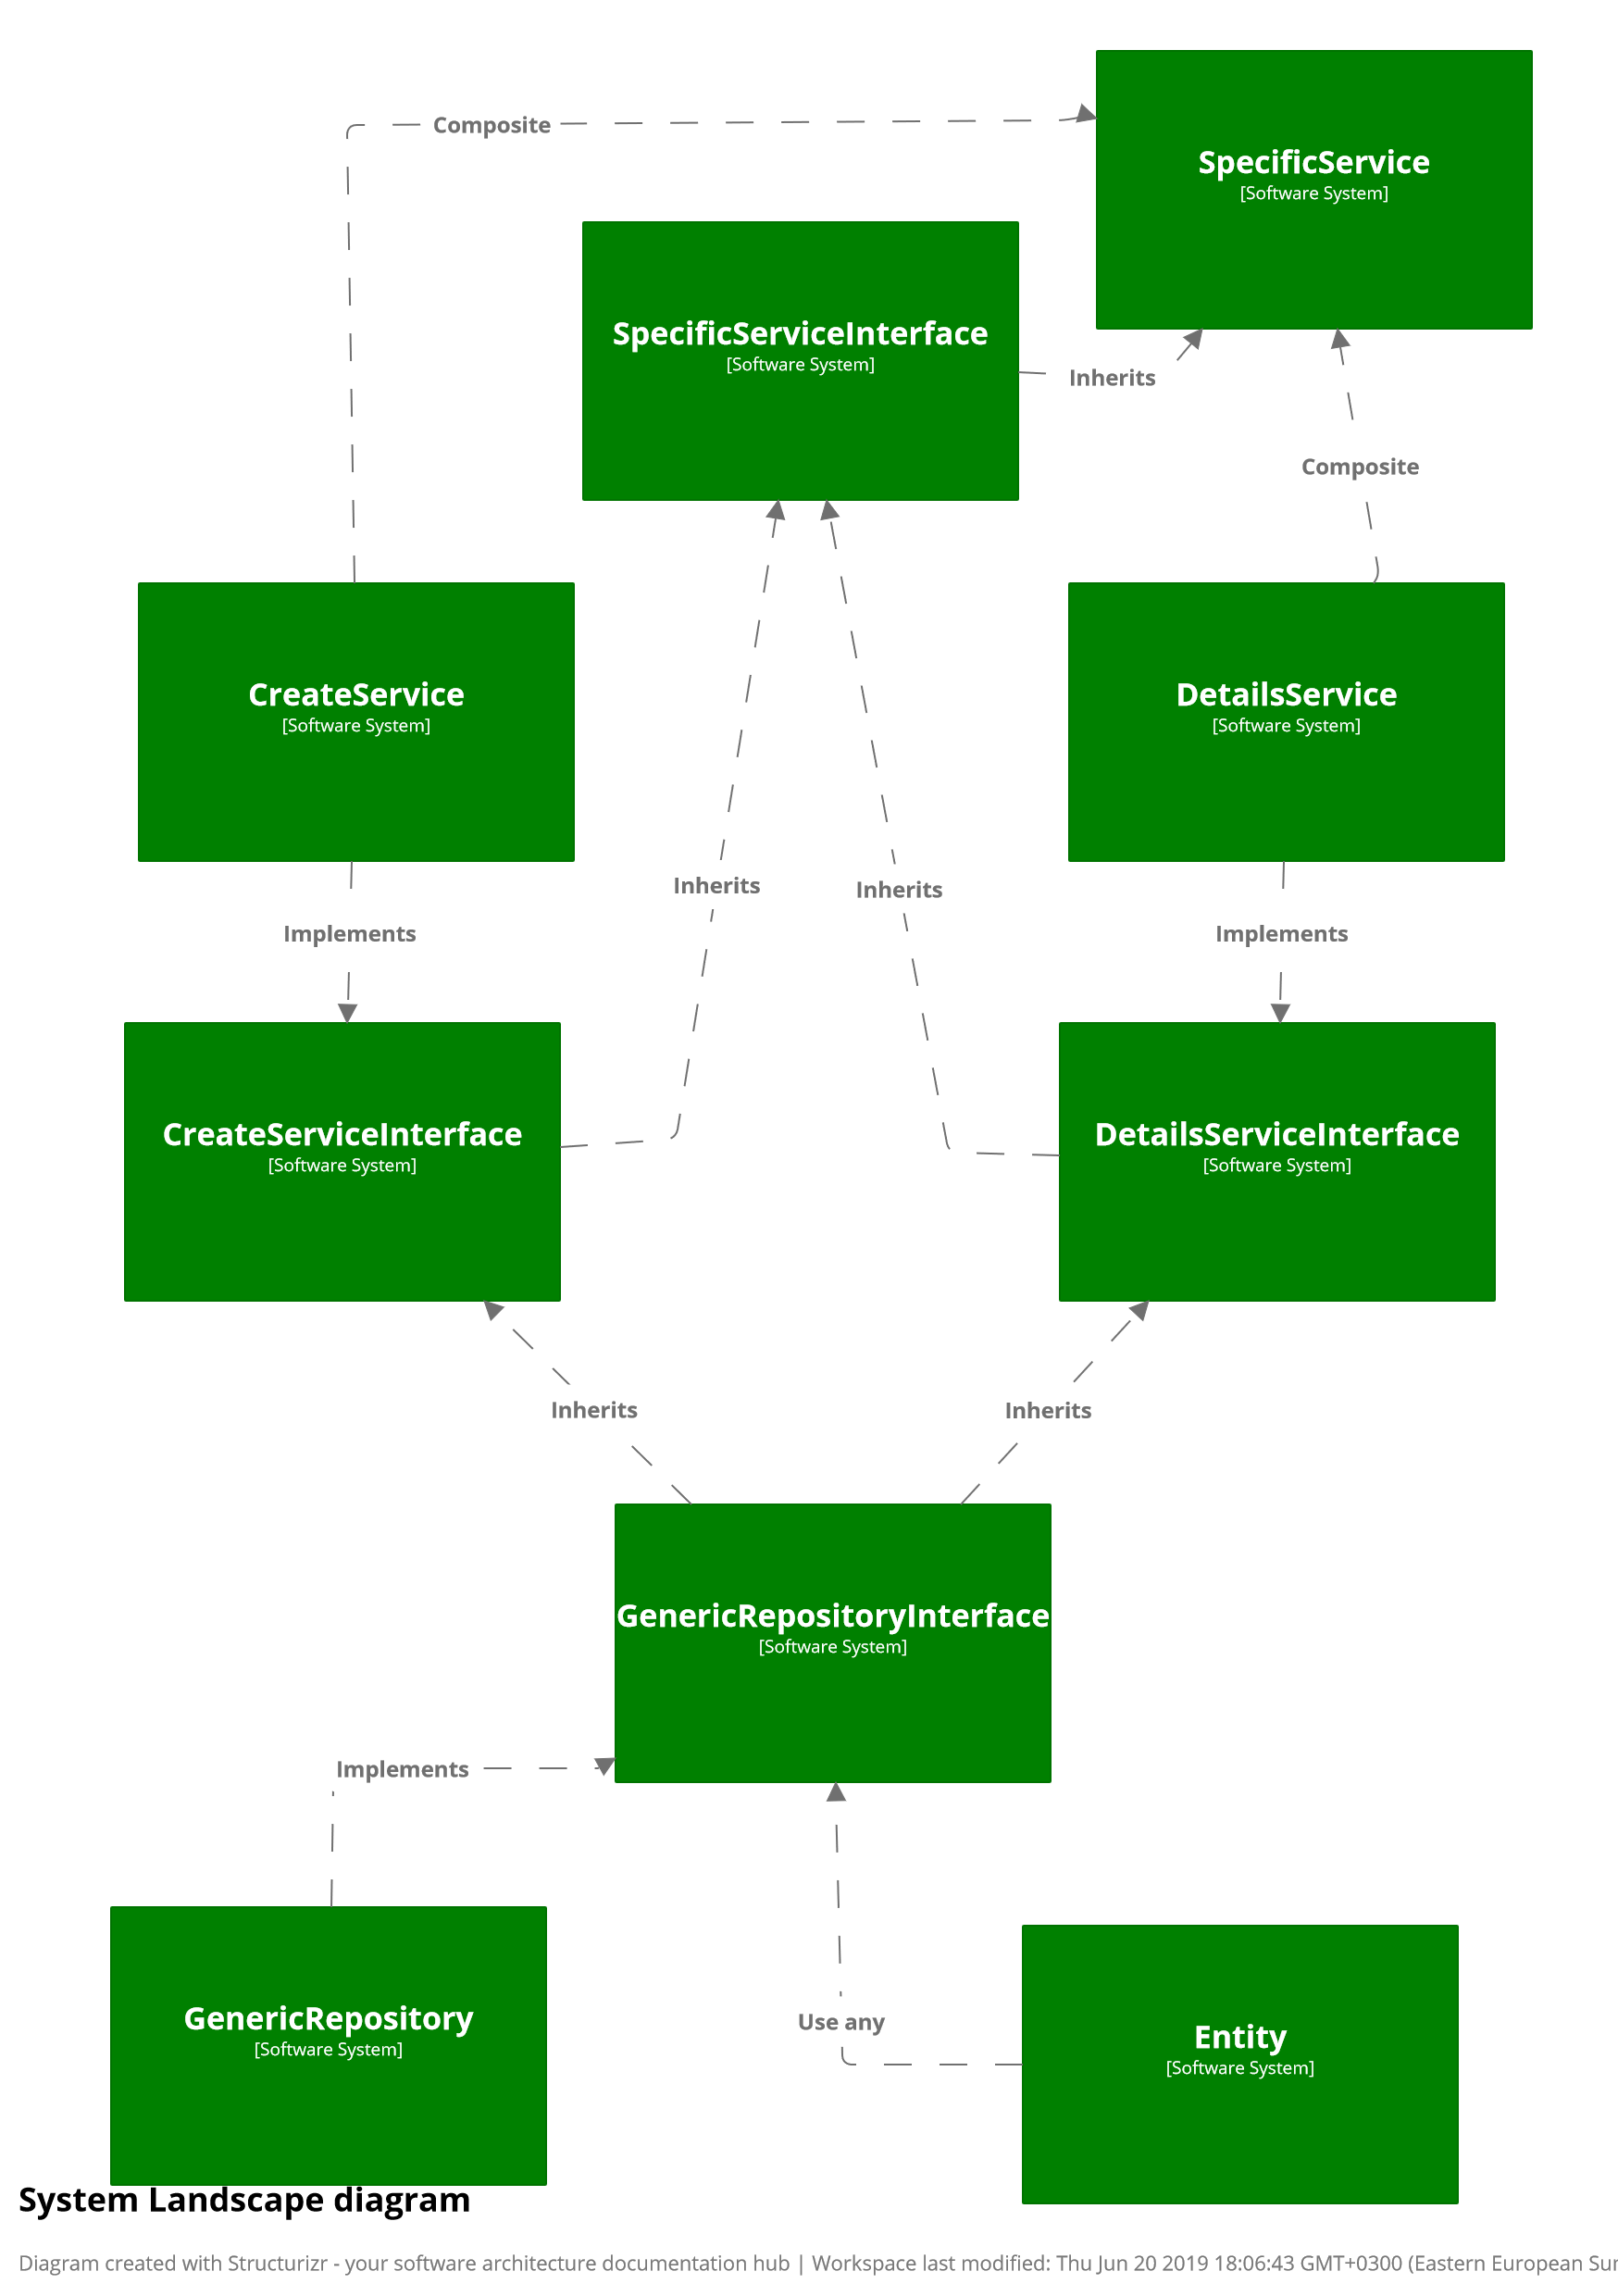 Composite
SpecificService
[Software System]
SpecificServiceInterface
[Software System]
Inherits
Composite
CreateService
[Software System]
DetailsService
[Software System]
Inherits
Inherits
Implements
Implements
CreateServiceInterface
[Software System]
DetailsServiceInterface
[Software System]
Inherits
Inherits
GenericRepositoryInterface
[Software System]
Implements
GenericRepository
[Software System]
Use any
Entity
[Software System]
System Landscape diagram
Diagram created with Structurizr - your software architecture documentation hub | Workspace last modified: Thu Jun 20 2019 18:06:43 GMT+0300 (Eastern European